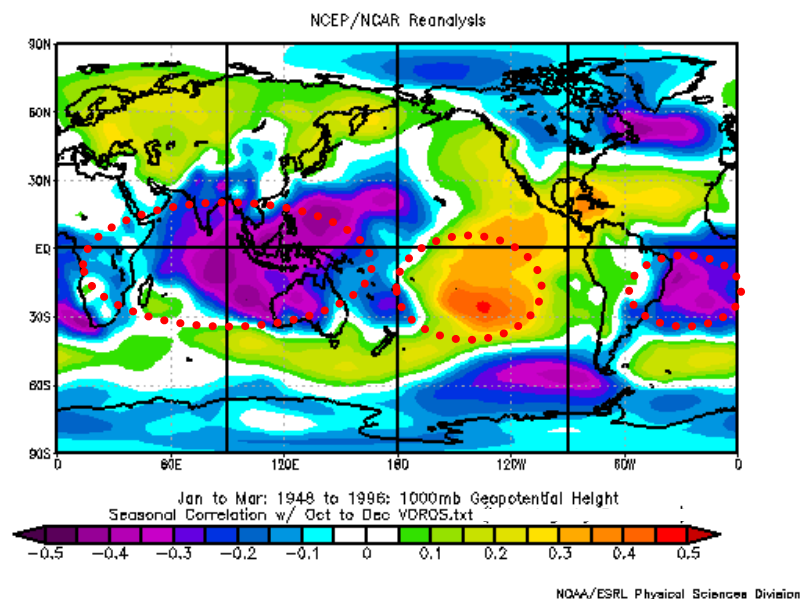 NCEP/NCAR Reanalysis
90N
60N
30N
EQ
30S
60S
90S
0 60E 120E 180 120W 60W 0
Jan to Mar: 1948 to 1996: 1000mb Geopotential Height
Seasonal Correlation w/ Oct to Dec VDROS.txt
-0.5 -0.4 -0.3 -0.2 -0.1 0 0.1 0.2 0.3 0.4 0.5
NOAA/ESRL Physical Sciences Division